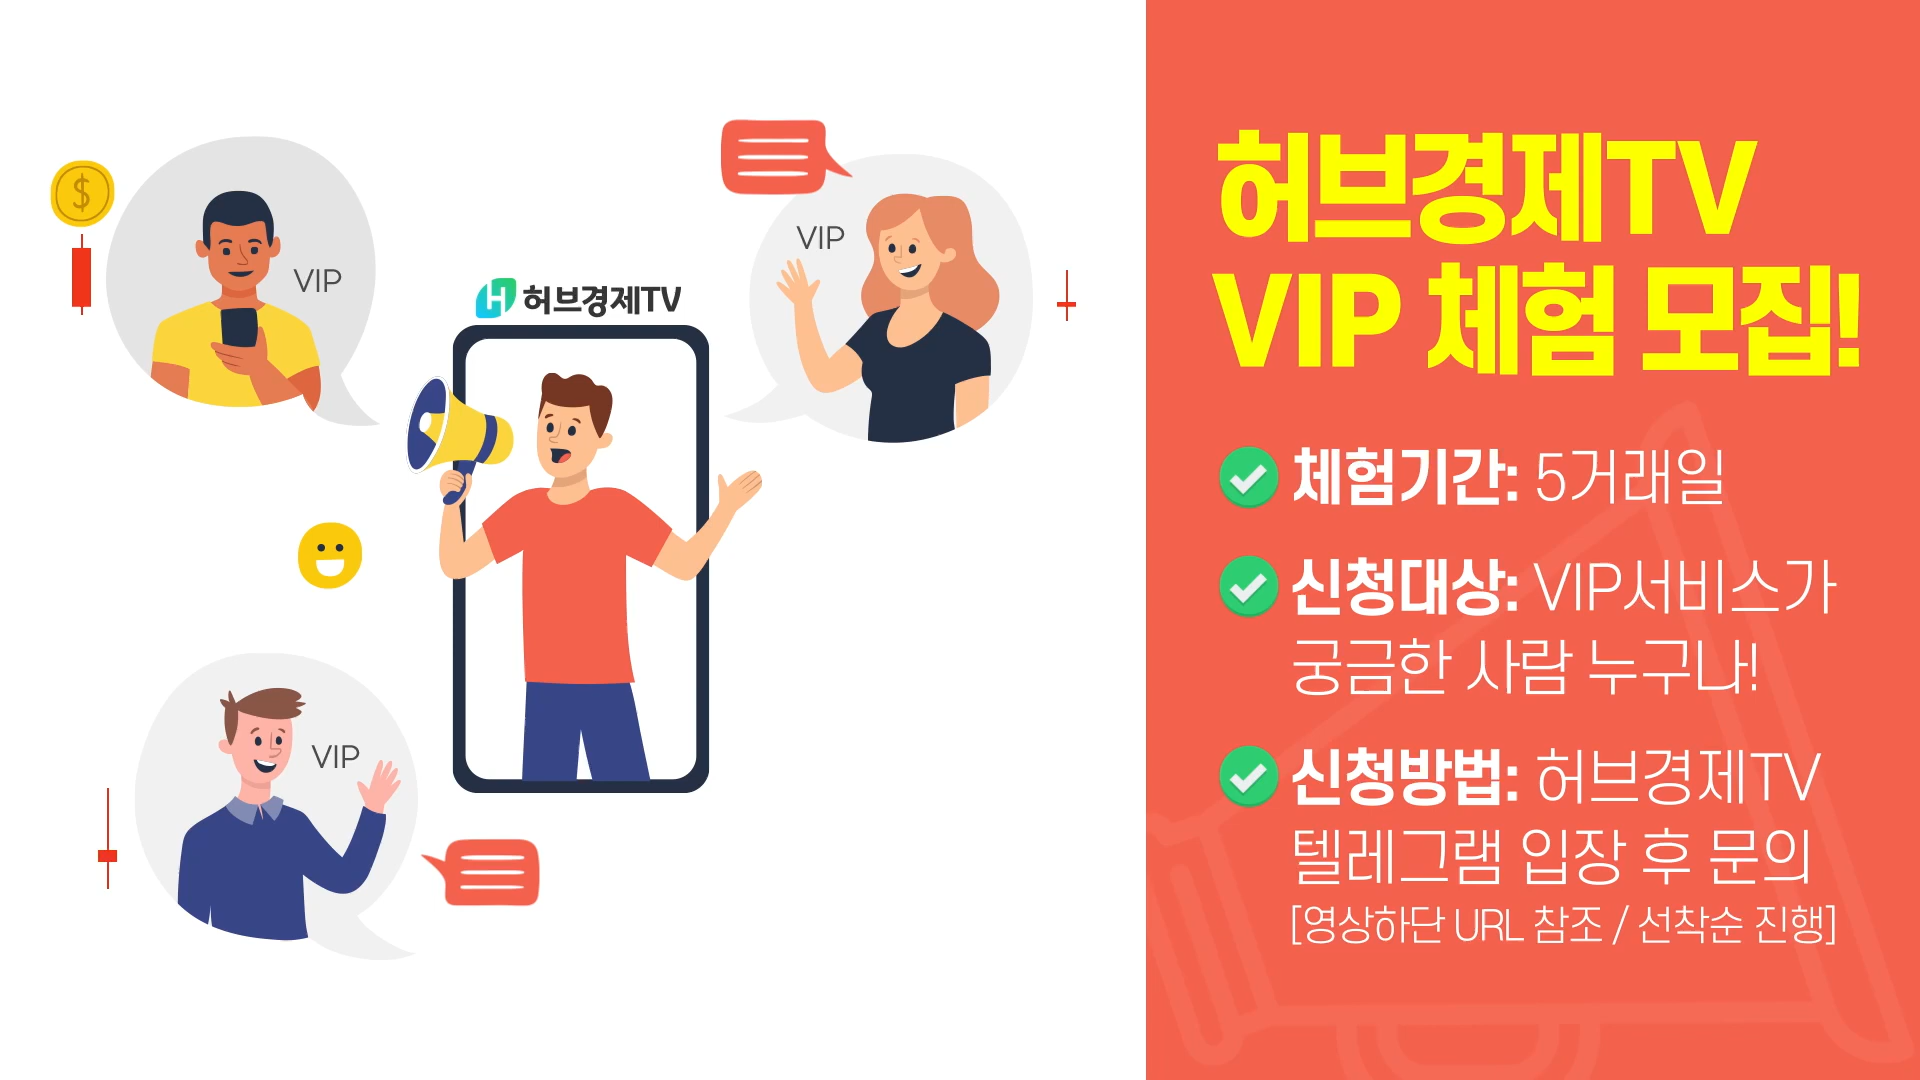 VIP
VIP
허브경제TV
VIP
허브경제TV
VIP 체험 모집!
체험기간: 5거래일
신청대상: VIP서비스가
궁금한 사람 누구나!
신청방법: 허브경제TV
텔레그램 입장 후 문의
[영상하단 URL 참조 / 선착순 진행]